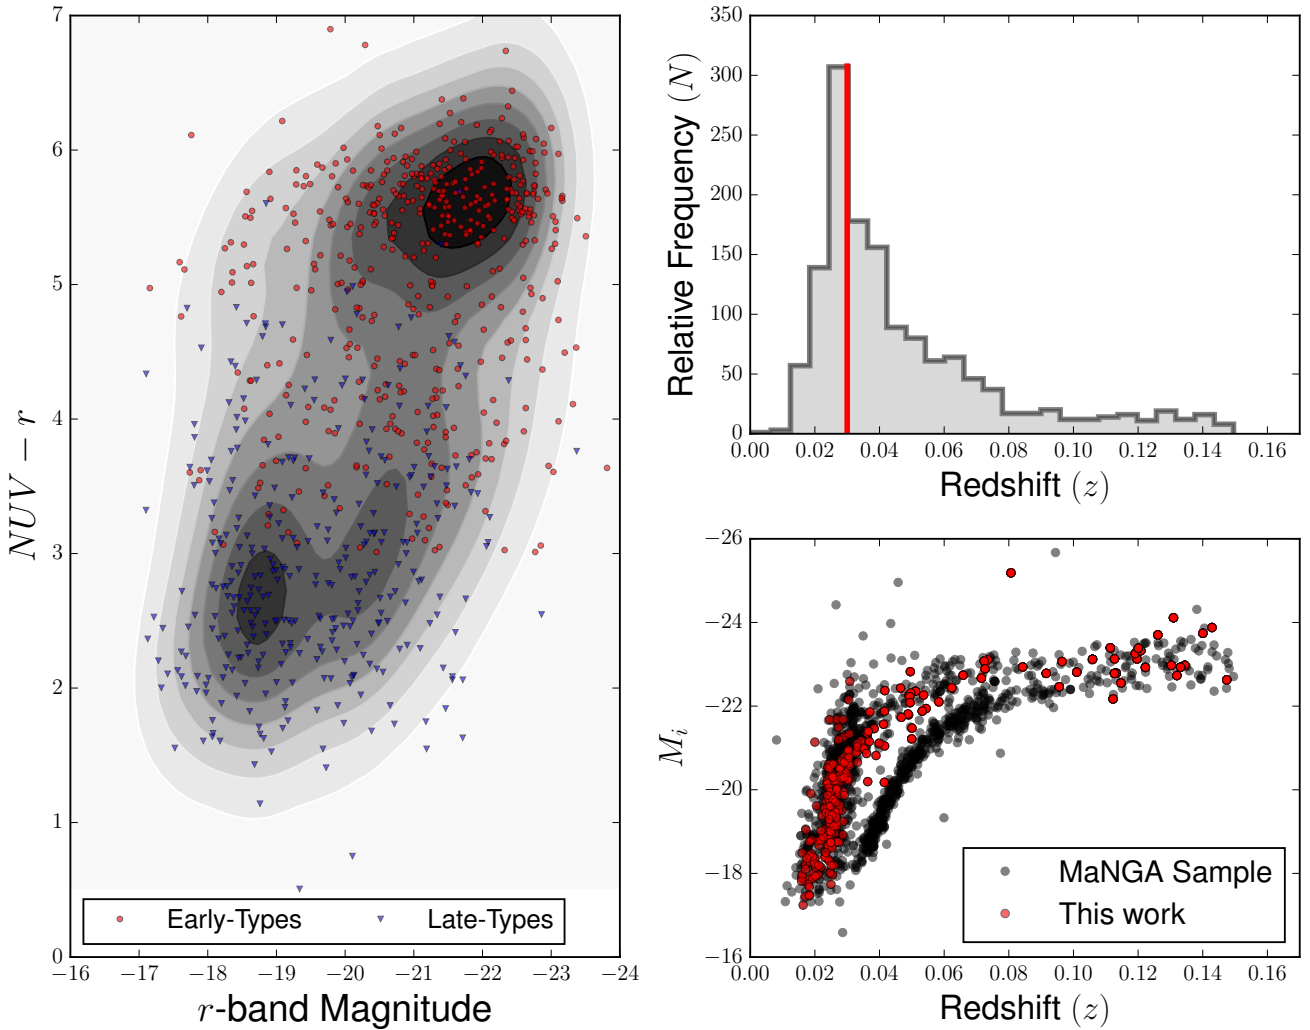 7
6
5
4
3
2
1
0
NUV − r
−16 −17 −18 −19 −20 −21 −22 −23 −24
r-band Magnitude
Early-Types Late-Types
350
300
250
200
150
100
50
0
Relative Frequency (N)
0.00 0.02 0.04 0.06 0.08 0.10 0.12 0.14 0.16
Redshift (z)
−26
−24
−22
−20
−18
−16
M_i
0.00 0.02 0.04 0.06 0.08 0.10 0.12 0.14 0.16
Redshift (z)
MaNGA Sample
This work